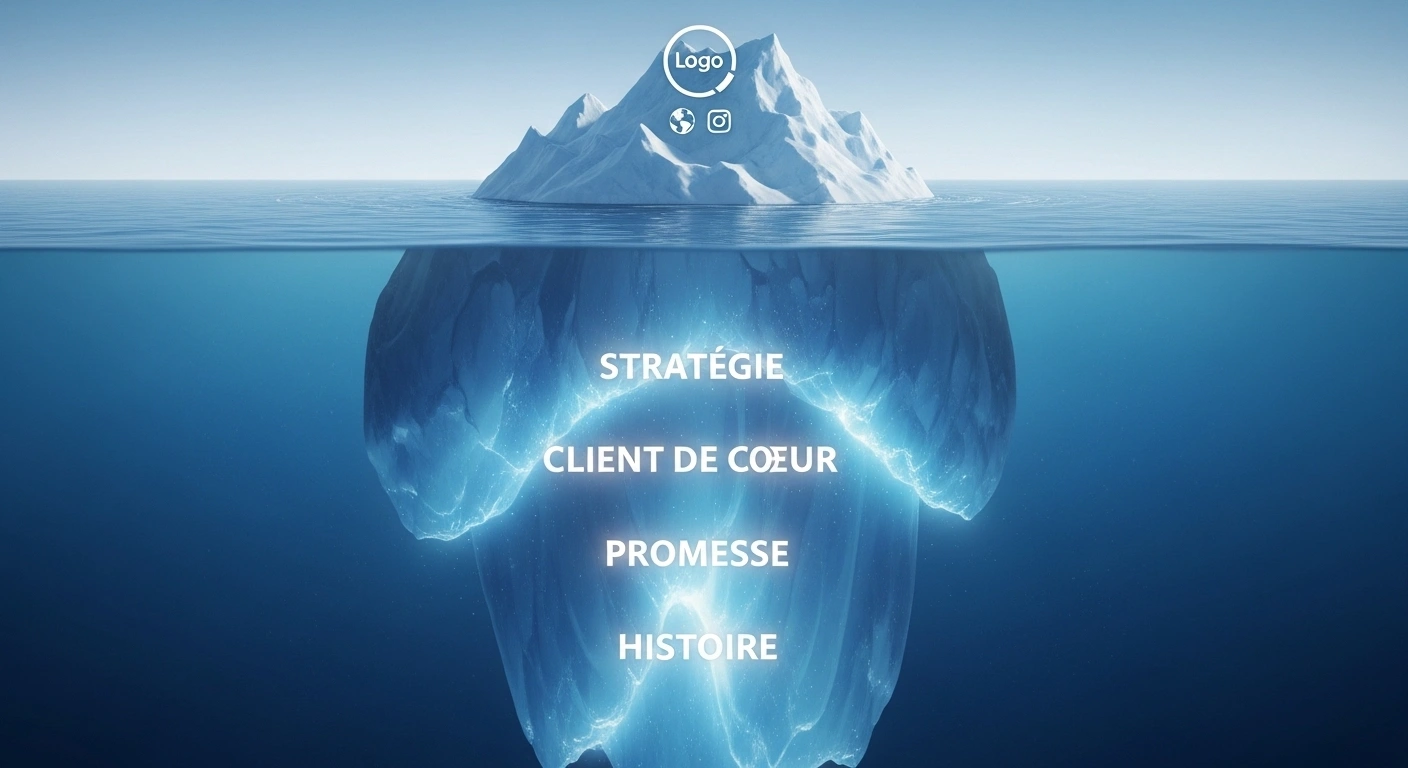 Logo
STRATÉGIE
CLIENT DE CŒUR
PROMESSE
HISTOIRE